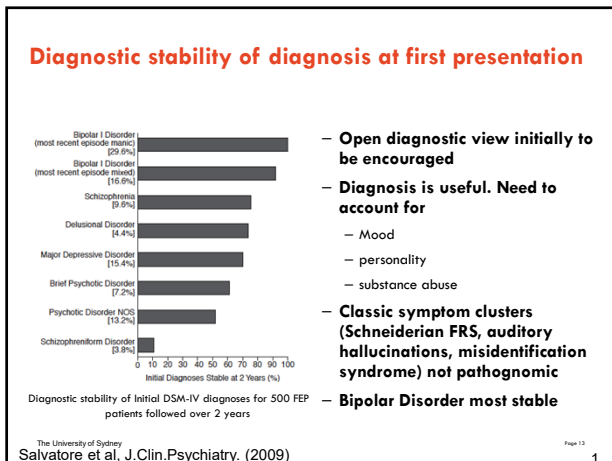 Diagnostic stability of diagnosis at first presentation
Bipolar I Disorder
(most recent episode manic)
[29.6%]
Bipolar I Disorder
(most recent episode mixed)
[16.6%]
Schizophrenia
[9.6%]
Delusional Disorder
[4.4%]
Major Depressive Disorder
[15.4%]
Brief Psychotic Disorder
[7.2%]
Psychotic Disorder NOS
[13.2%]
Schizophreniform Disorder
[3.8%]
0 10 20 30 40 50 60 70 80 90 100
Initial Diagnoses Stable at 2 Years (%)
Diagnostic stability of Initial DSM-IV diagnoses for 500 FEP
patients followed over 2 years
– Open diagnostic view initially to
be encouraged
– Diagnosis is useful. Need to
account for
– Mood
– personality
– substance abuse
– Classic symptom clusters
(Schneiderian FRS, auditory
hallucinations, misidentification
syndrome) not pathognomic
– Bipolar Disorder most stable
The University of Sydney
Page 13
Salvatore et al, J.Clin.Psychiatry. (2009)
1